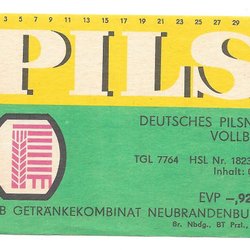 3 5 7 9 11 13 15 17 19 21 23 25 27 29
PILS
DEUTSCHES PILSN
VOLLB
TGL 7764 HSL Nr. 1823
Inhalt:
EVP —,92
B GETRÄNKEKOMBINAT NEUBRANDENBU
Br. Nbdg., BT Przl.,